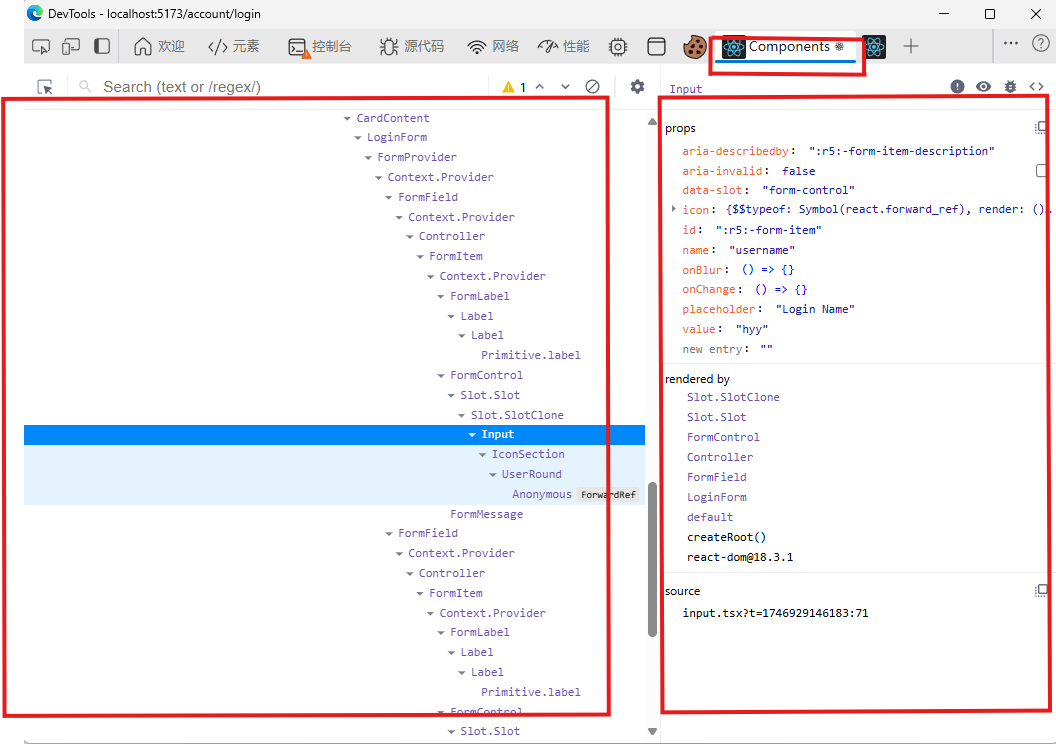 DevTools - localhost:5173/account/login
欢迎 </> 元素 控制台 源代码 网络 性能 Components
Search (text or /regex/) 1
Input
CardContent
LoginForm
FormProvider
Context.Provider
FormField
Context.Provider
Controller
FormItem
Context.Provider
FormLabel
Label
Label
Primitive.label
FormControl
Slot.Slot
Slot.SlotClone
Input
IconSection
UserRound
Anonymous ForwardRef
FormMessage
FormField
Context.Provider
Controller
FormItem
Context.Provider
FormLabel
Label
Label
Primitive.label
FormControl
Slot.Slot
props
aria-describedby: ":r5:-form-item-description"
aria-invalid: false
data-slot: "form-control"
icon: {$$typeof: Symbol(react.forward_ref), render: ()…
id: ":r5:-form-item"
name: "username"
onBlur: () => {}
onChange: () => {}
placeholder: "Login Name"
value: "hyy"
new entry: ""
rendered by
Slot.SlotClone
Slot.Slot
FormControl
Controller
FormField
LoginForm
default
createRoot()
react-dom@18.3.1
source
input.tsx?t=1746929146183:71